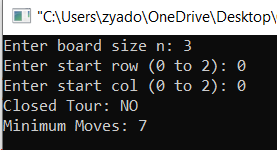 "C:\Users\zyado\OneDrive\Desktop\
Enter board size n: 3
Enter start row (0 to 2): 0
Enter start col (0 to 2): 0
Closed Tour: NO
Minimum Moves: 7